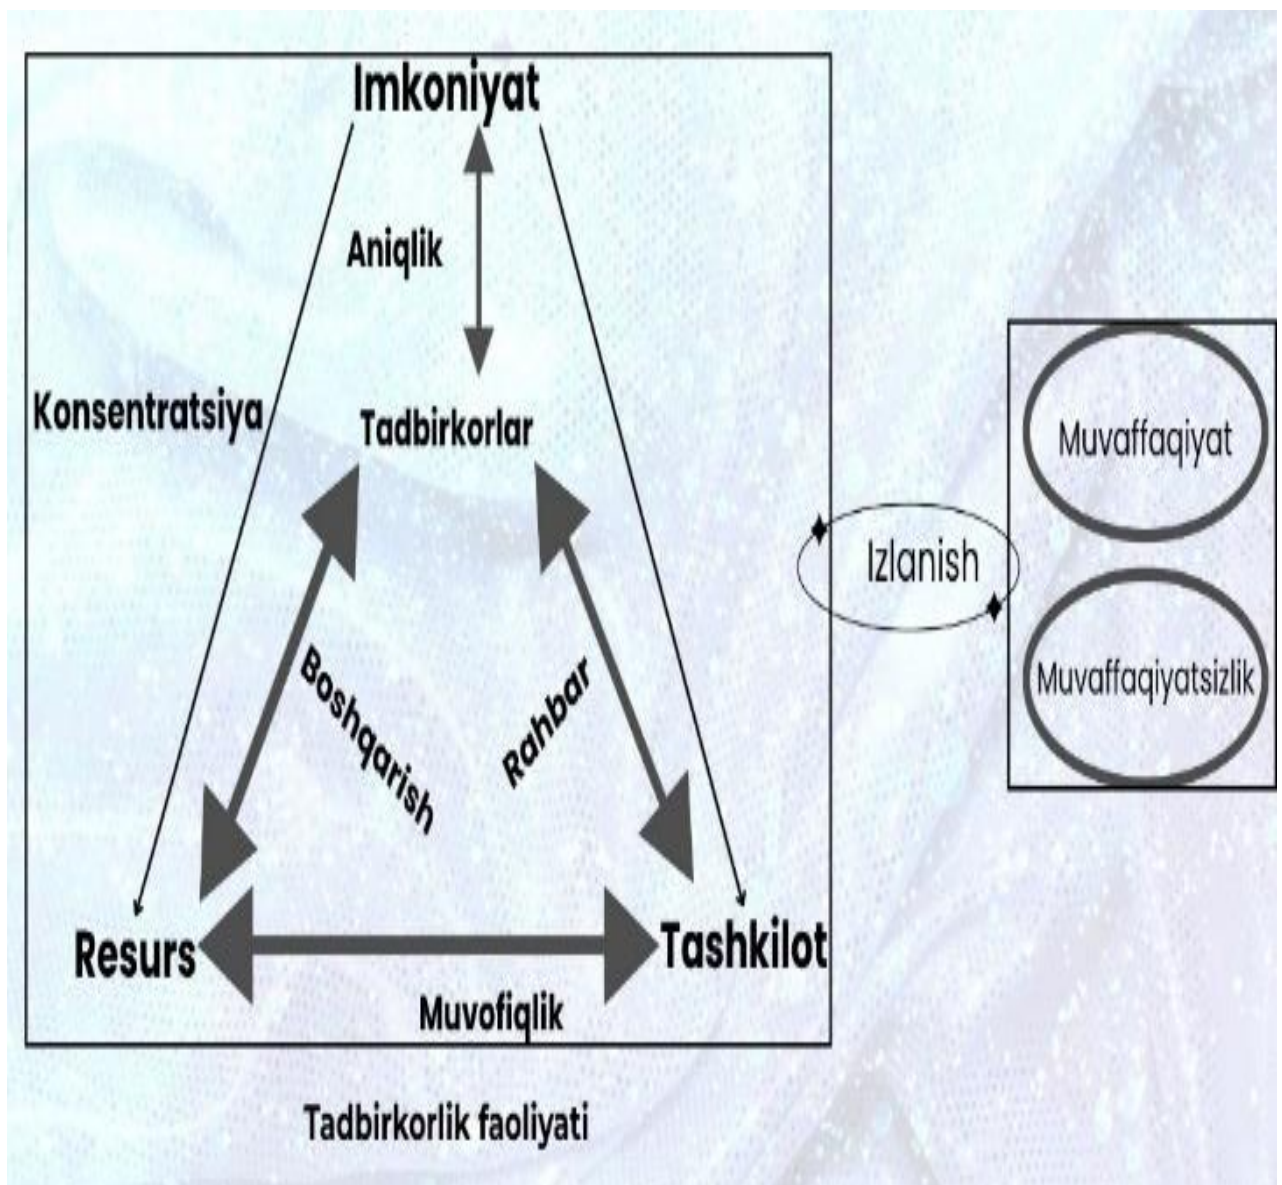 Imkoniyat
Aniqlik
Konsentratsiya
Tadbirkorlar
Boshqarish
Rahbar
Resurs
Tashkilot
Muvofiqlik
Tadbirkorlik faoliyati
Izlanish
Muvaffaqiyat
Muvaffaqiyatsizlik